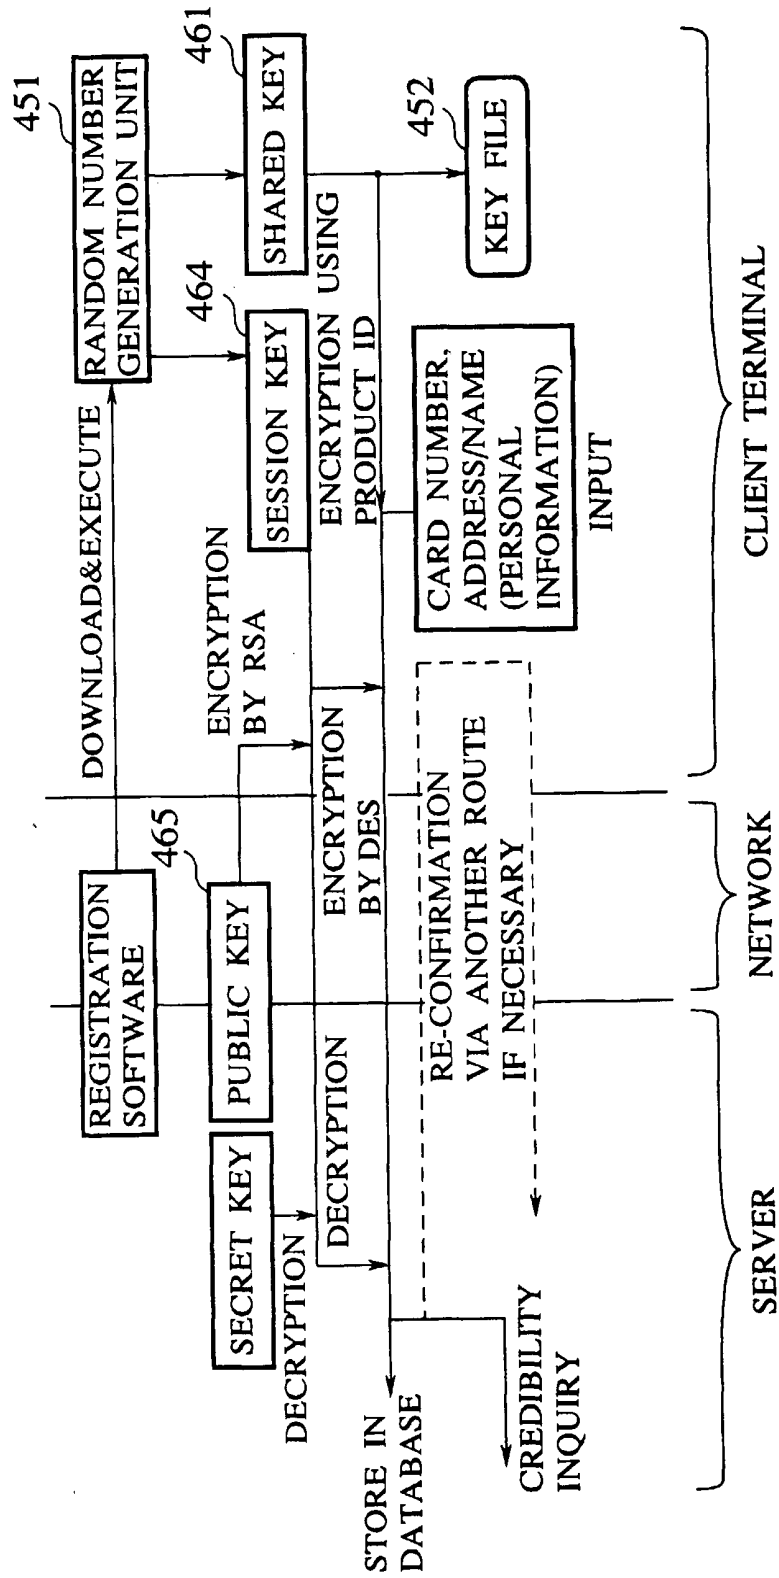 451
RANDOM NUMBER
GENERATION UNIT
DOWNLOAD&EXECUTE
REGISTRATION
SOFTWARE
461
SHARED KEY
464
SESSION KEY
ENCRYPTION
BY RSA
465
PUBLIC KEY
SECRET KEY
DECRYPTION
ENCRYPTION USING
PRODUCT ID
ENCRYPTION
BY DES
DECRYPTION
STORE IN
DATABASE
452
KEY FILE
CARD NUMBER,
ADDRESS/NAME
(PERSONAL
INFORMATION)
INPUT
RE-CONFIRMATION
VIA ANOTHER ROUTE
IF NECESSARY
CREDIBILITY
INQUIRY
SERVER
NETWORK
CLIENT TERMINAL